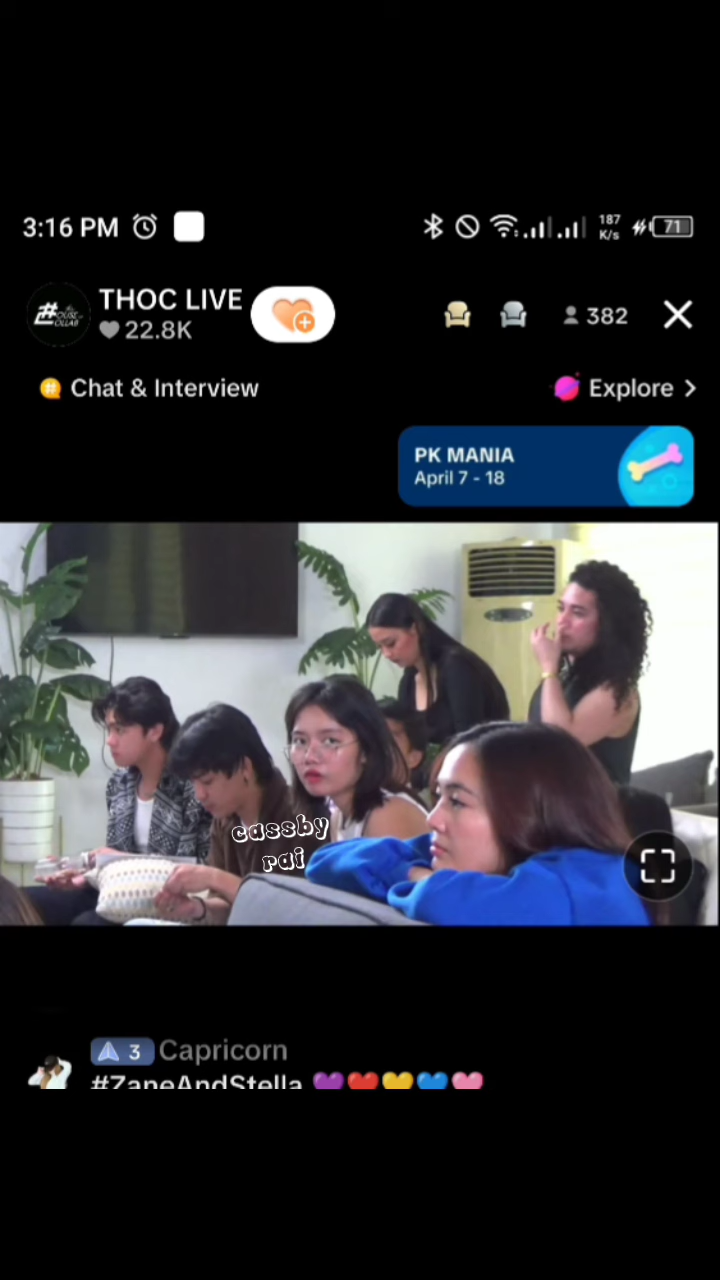 3:16 PM
187
K/s
71
THOC LIVE
22.8K
382
# Chat & Interview
Explore >
PK MANIA
April 7 - 18
cassby
rai
3 Capricorn
#ZaneAndStella 💜❤️💛💙🩷